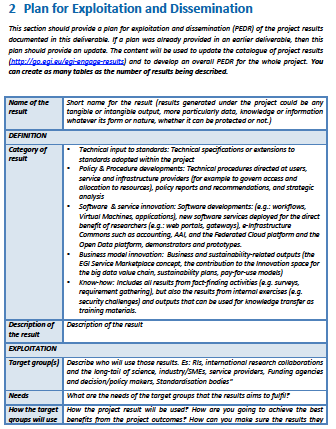 2 Plan for Exploitation and Dissemination
This section should provide a plan for exploitation and dissemination (PEDR) of the project results
documented in this deliverable. If a plan was already provided in an earlier deliverable, then this
plan should provide an update. The content will be used to update the catalogue of project results
(http://go.egi.eu/egi-engage-results) and to develop an overall PEDR for the whole project. You
can create as many tables as the number of results being described.
Name of the result
Short name for the result (results generated under the project could any
tangible or intangible output, more particularly data, knowledge or information
whatever its form or nature, whether it can be protected or not.)
DEFINITION
Category of result
• Technical input to standards: Technical specifications or extensions to
standards adopted within the project
• Policy & Procedure developments: Technical procedures directed at users,
service and infrastructure providers (for example to govern access and
allocation to resources), policy reports and recommendations, and strategic
analysis
• Software & service innovation: Software developments: (e.g.: workflows,
Virtual Machines, applications), new software services deployed for the direct
benefit of researchers (e.g.: web portals, gateways), e-Infrastructure
Commons such as accounting, AAI, and the Federated Cloud platform and the
Open Data platform, demonstrators and prototypes.
• Business model innovation: Business and sustainability-related outputs (the
EGI Service Marketplace concept, the contribution to the Innovation space for
the big data value chain, sustainability plans, pay-for-use models)
• Know-how: Includes all results from fact-finding activities (e.g. surveys,
requirement gathering), but also the results from internal exercises (e.g.
security challenges) and outputs that can be used for knowledge transfer as
training materials.
Description of the result
Description of the result
EXPLOITATION
Target group(s)
Describe who will use those results. Es: RIs, international research collaborations
and the long-tail of science, industry/SMEs, service providers, Funding agencies
and decision/policy makers, Standardisation bodies"
Needs
What are the needs of the target groups that the results aims to fulfil?
How the target groups will use
How the project result will be used? How are you going to achieve the best
benefits from the project outcomes? How can you make sure the results they